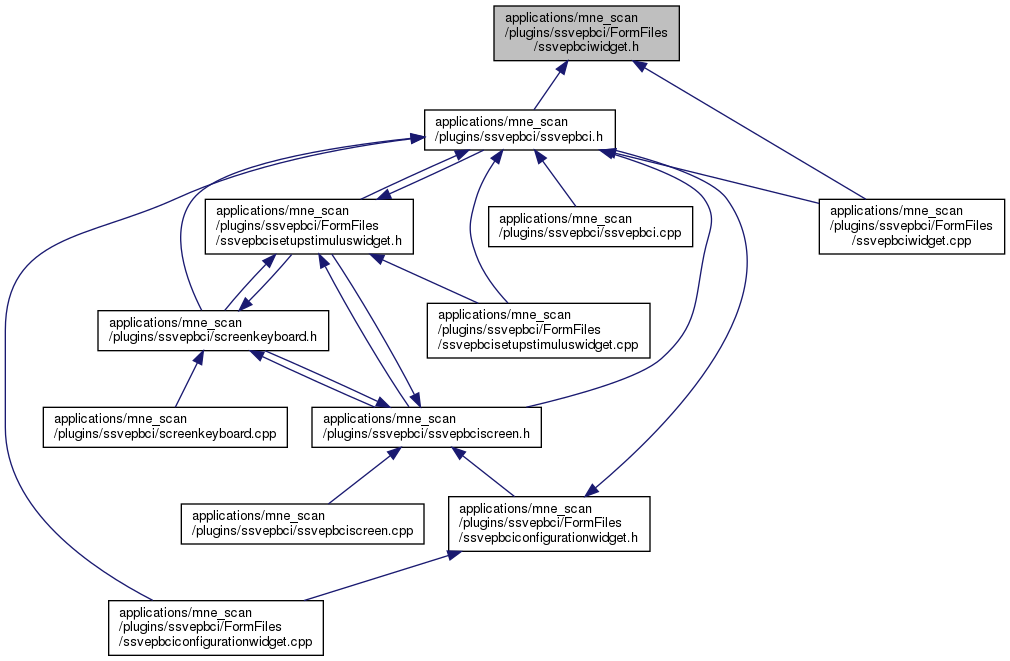 applications/mne_scan
/plugins/ssvepbci/FormFiles
/ssvepbciwidget.h
applications/mne_scan
/plugins/ssvepbci/ssvepbci.h
applications/mne_scan
/plugins/ssvepbci/FormFiles
/ssvepbcisetupstimuluswidget.h
applications/mne_scan
/plugins/ssvepbci/ssvepbci.cpp
applications/mne_scan
/plugins/ssvepbci/FormFiles
/ssvepbciwidget.cpp
applications/mne_scan
/plugins/ssvepbci/screenkeyboard.h
applications/mne_scan
/plugins/ssvepbci/FormFiles
/ssvepbcisetupstimuluswidget.cpp
applications/mne_scan
/plugins/ssvepbci/screenkeyboard.cpp
applications/mne_scan
/plugins/ssvepbci/ssvepbciscreen.h
applications/mne_scan
/plugins/ssvepbci/ssvepbciscreen.cpp
applications/mne_scan
/plugins/ssvepbci/FormFiles
/ssvepbciconfigurationwidget.h
applications/mne_scan
/plugins/ssvepbci/FormFiles
/ssvepbciconfigurationwidget.cpp